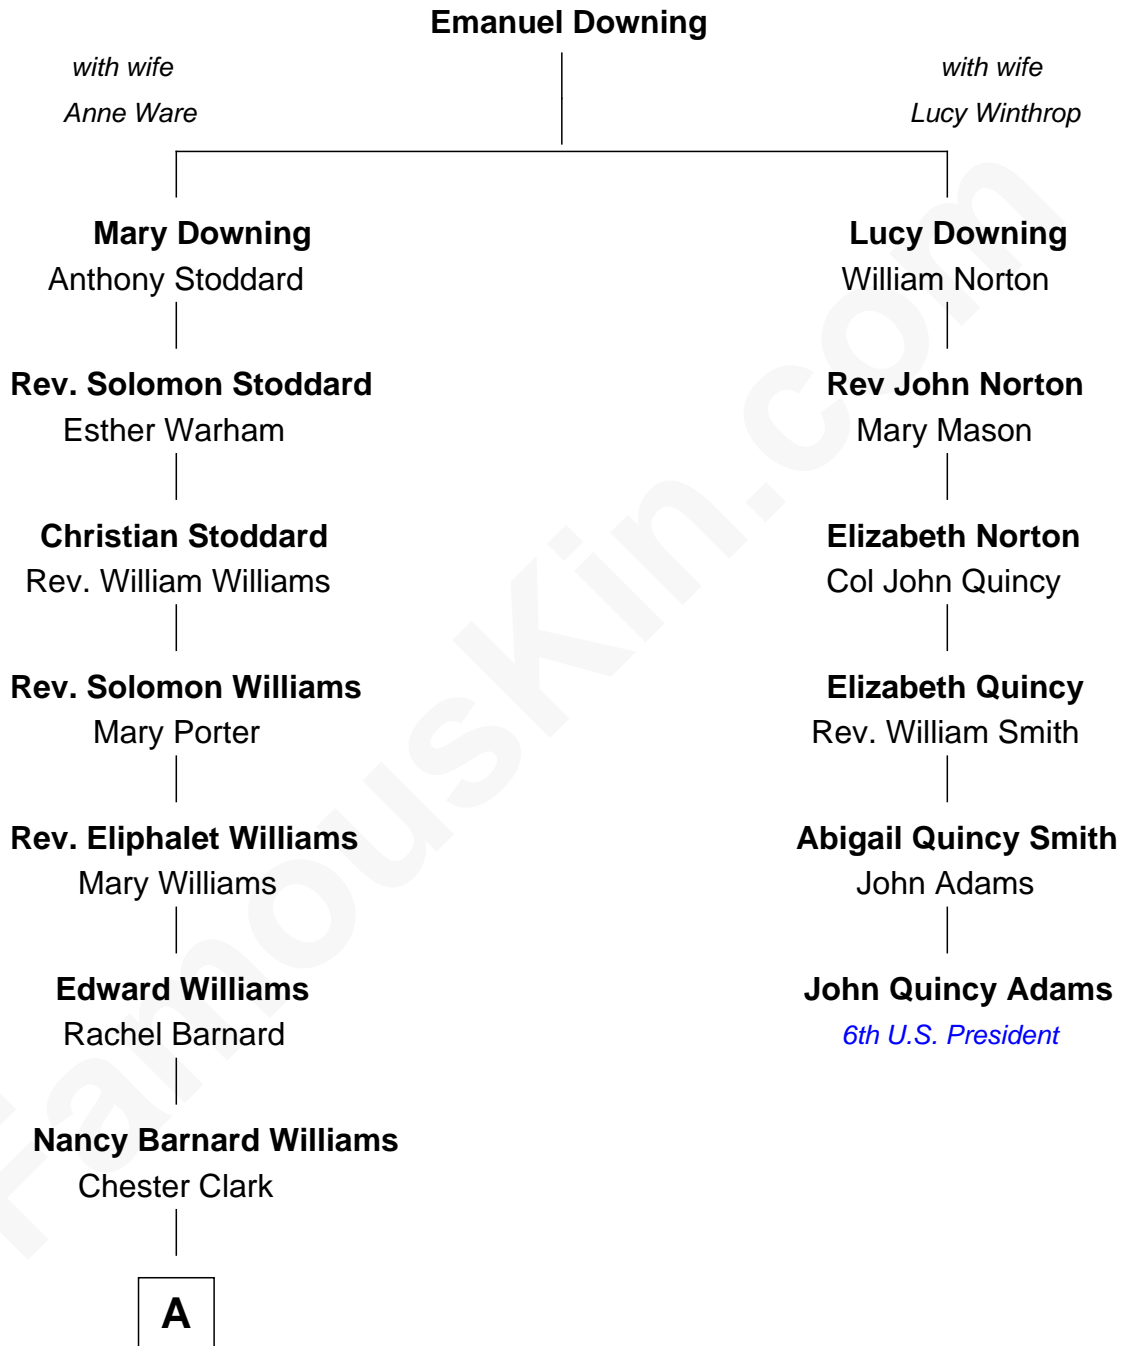 Emanuel Downing
with wife
Anne Ware
with wife
Lucy Winthrop
Mary Downing
Anthony Stoddard
Lucy Downing
William Norton
Rev. Solomon Stoddard
Esther Warham
Rev John Norton
Mary Mason
Christian Stoddard
Rev. William Williams
Elizabeth Norton
Col John Quincy
Rev. Solomon Williams
Mary Porter
Elizabeth Quincy
Rev. William Smith
Rev. Eliphalet Williams
Mary Williams
Abigail Quincy Smith
John Adams
Edward Williams
Rachel Barnard
John Quincy Adams
6th U.S. President
Nancy Barnard Williams
Chester Clark
A
FamousKin.com